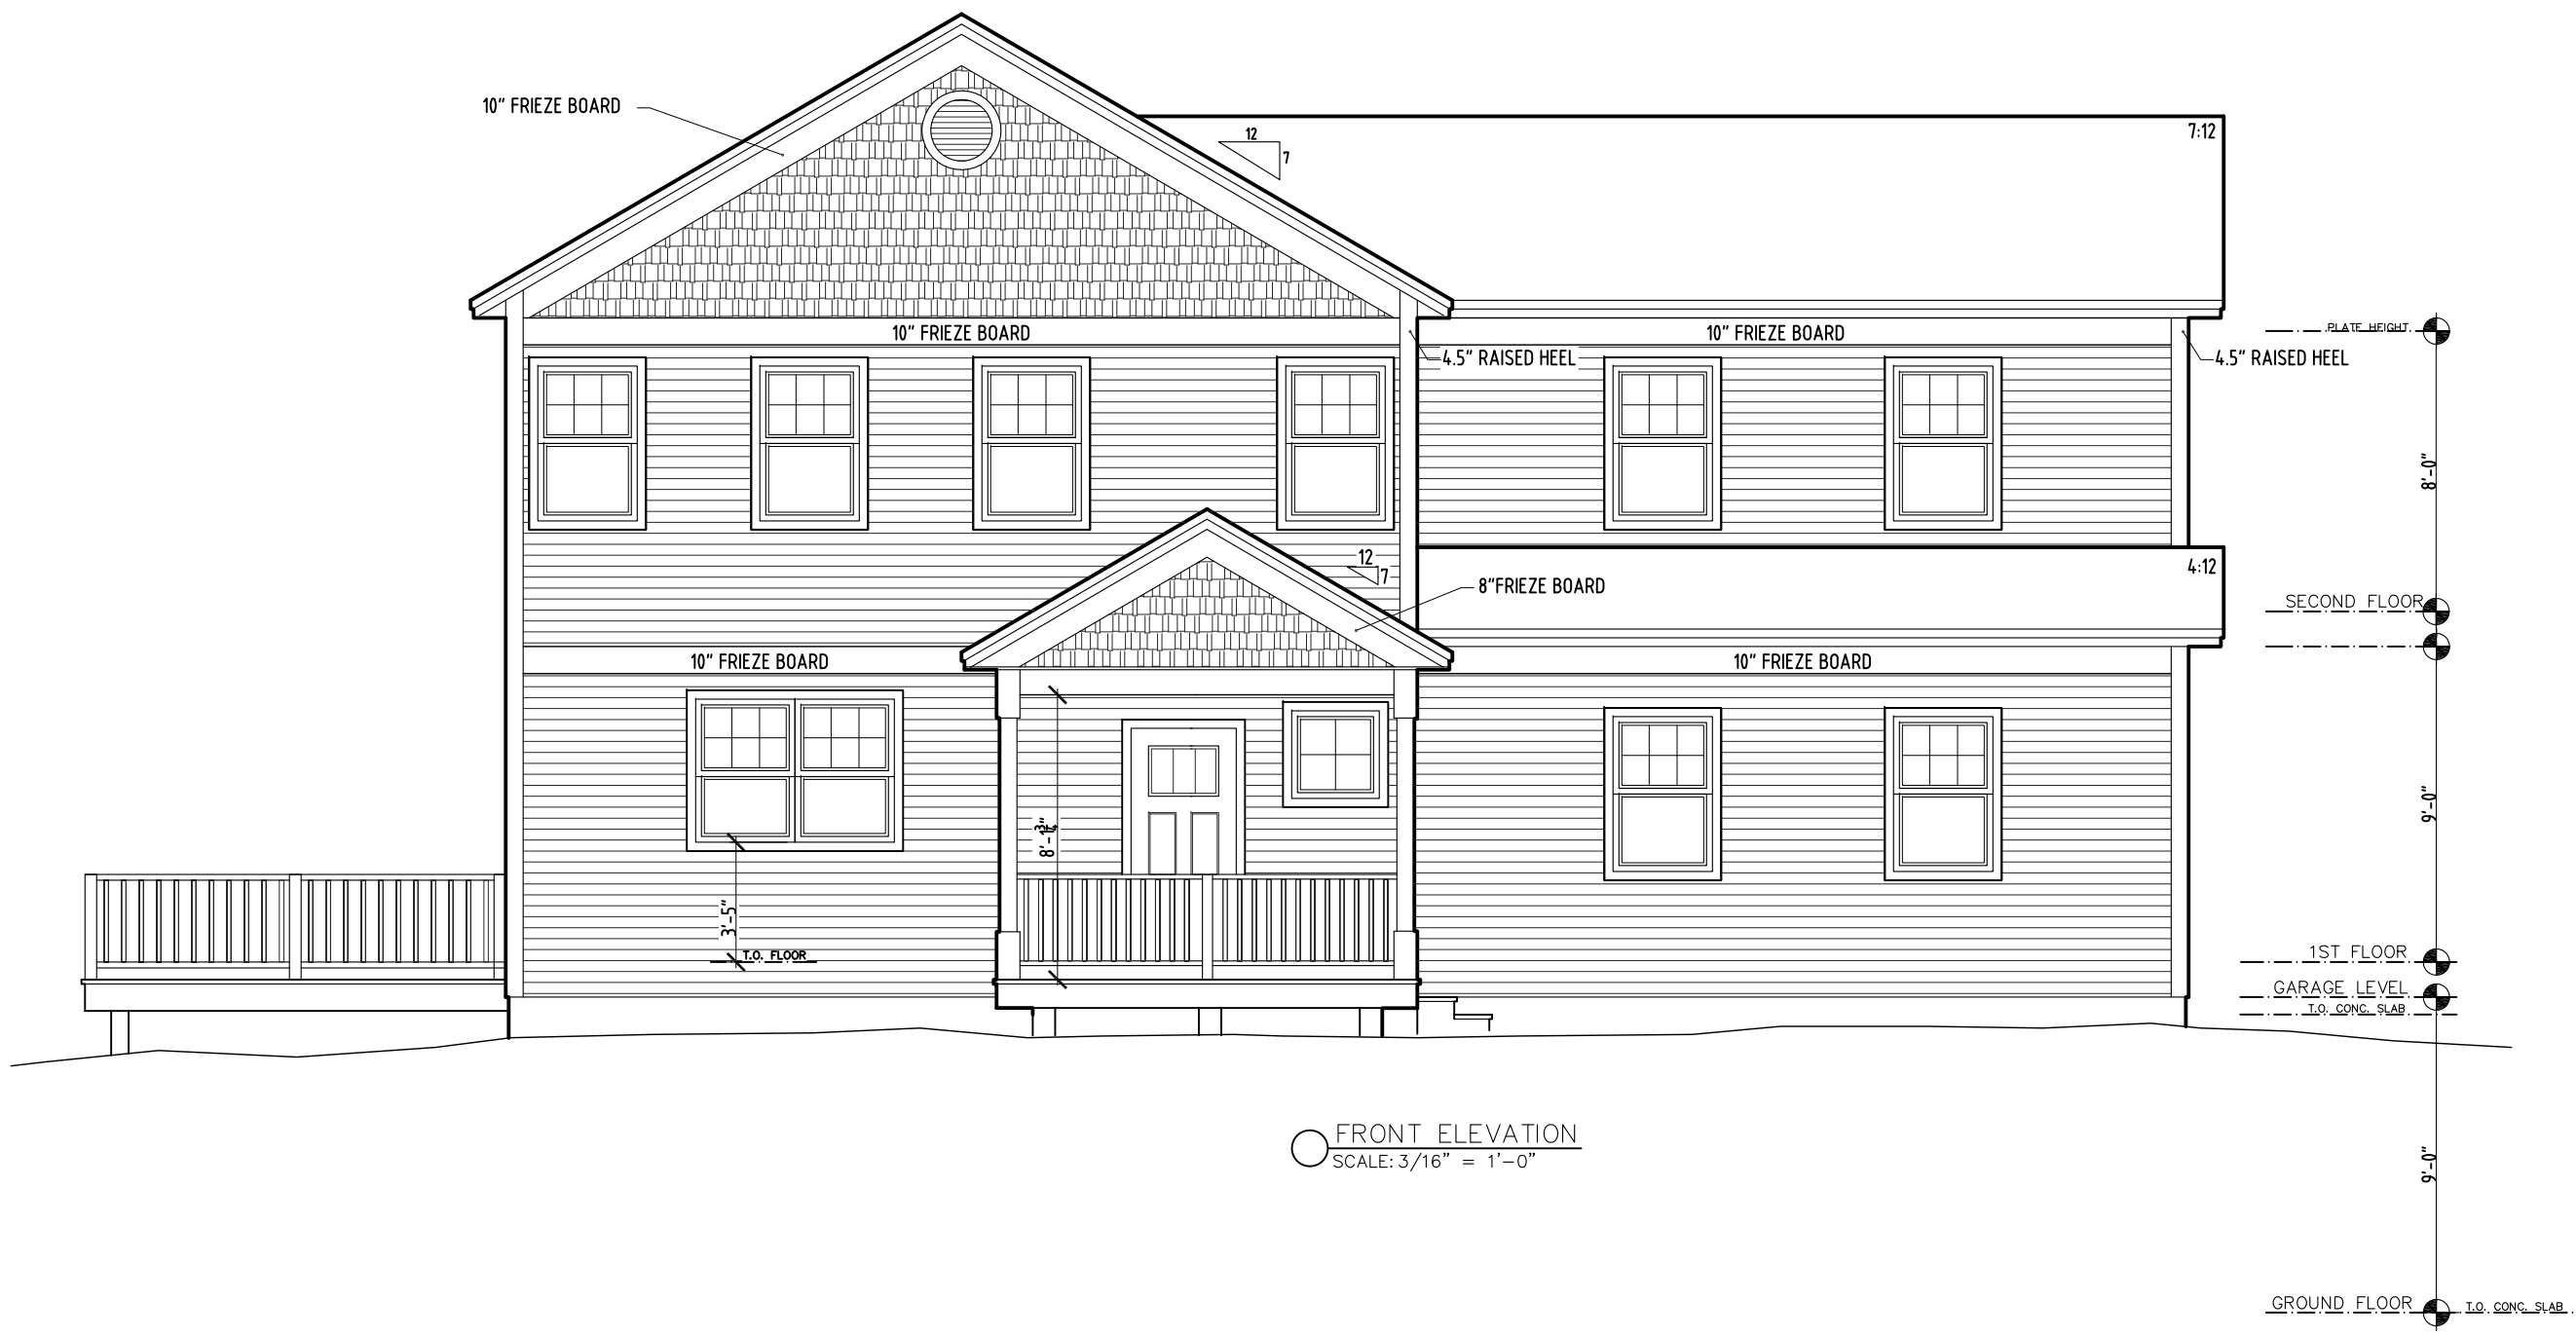 10" FRIEZE BOARD
12
7
7:12
10" FRIEZE BOARD
10" FRIEZE BOARD
PLATE HEIGHT
4.5" RAISED HEEL
4.5" RAISED HEEL
8'-0"
12
7
4:12
8"FRIEZE BOARD
SECOND FLOOR
10" FRIEZE BOARD
10" FRIEZE BOARD
9'-0"
3'-5"
T.O. FLOOR
1ST FLOOR
GARAGE LEVEL
T.O. CONC. SLAB
FRONT ELEVATION
SCALE: 3/16" = 1'-0"
9'-0"
GROUND FLOOR
T.O. CONC. SLAB